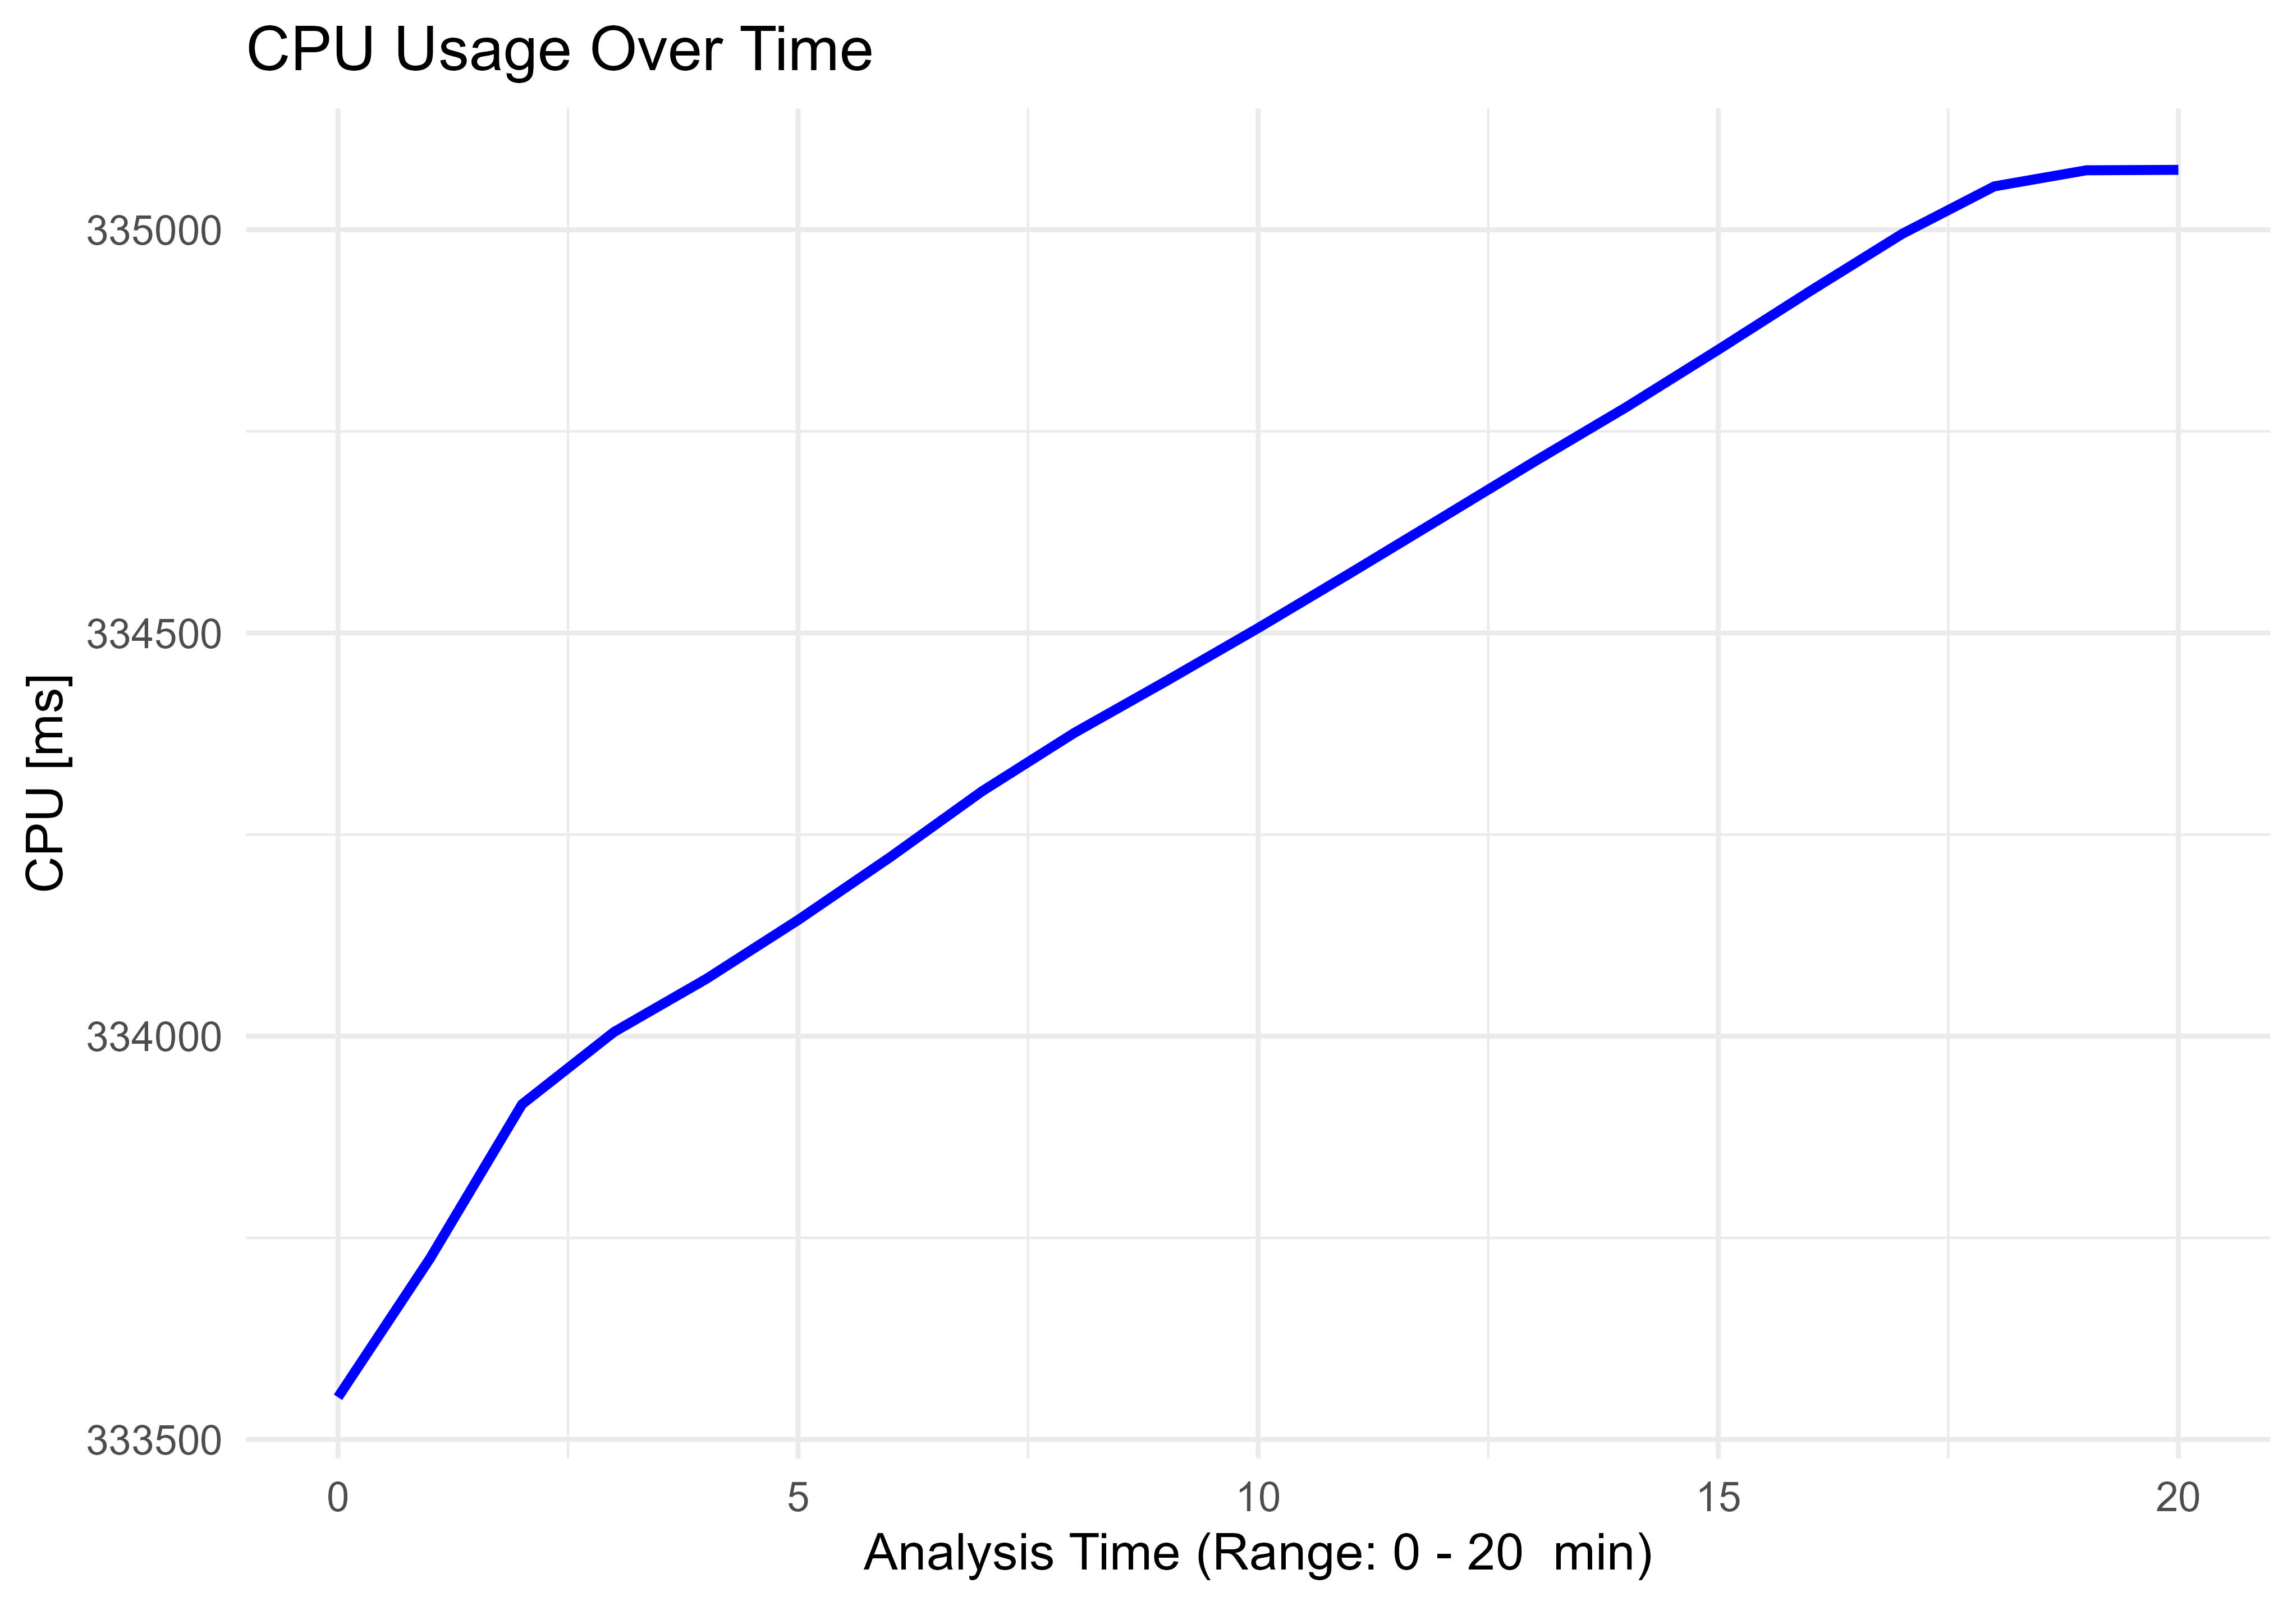 CPU Usage Over Time
CPU [ms]
335000
334500
334000
333500
0 5 10 15 20
Analysis Time (Range: 0 - 20  min)